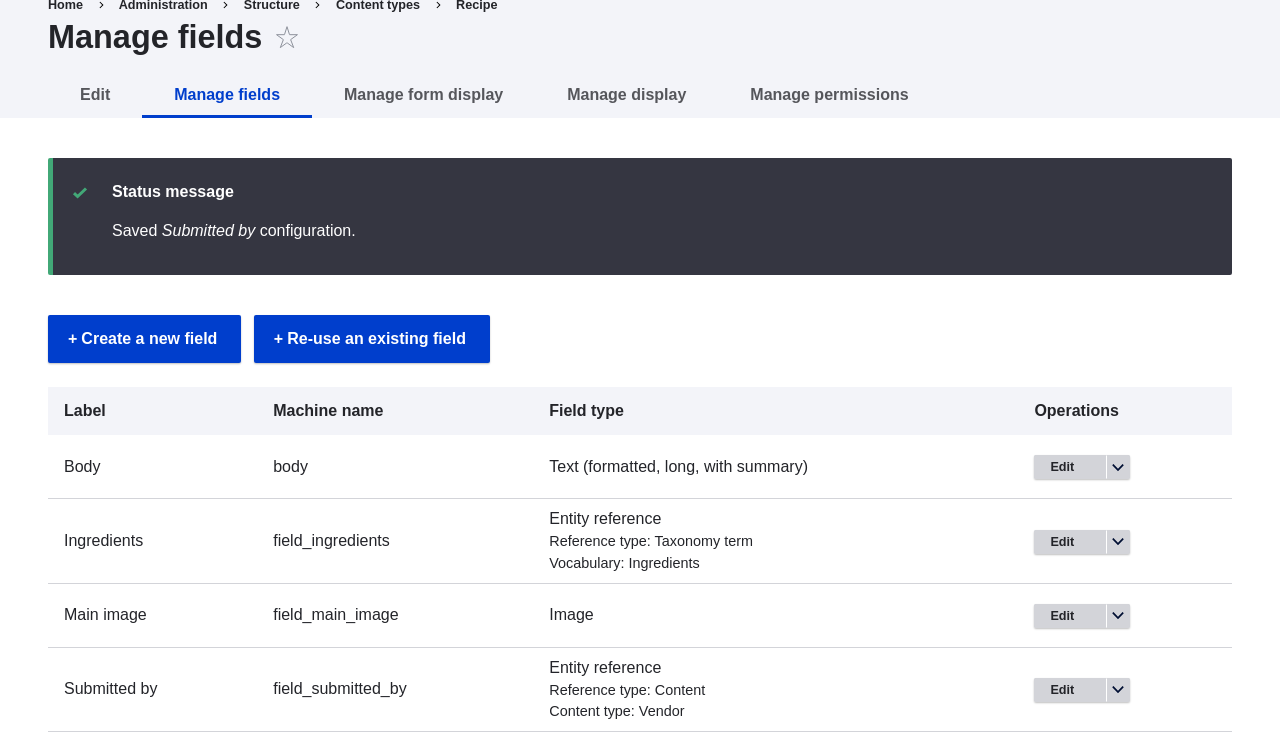 Home > Administration > Structure > Content types > Recipe
Manage fields ☆
Edit Manage fields Manage form display Manage display Manage permissions
Status message
Saved Submitted by configuration.
+ Create a new field + Re-use an existing field
Label Machine name Field type Operations
Body body Text (formatted, long, with summary) Edit
Ingredients field_ingredients Entity reference
Reference type: Taxonomy term
Vocabulary: Ingredients
Edit
Main image field_main_image Image Edit
Submitted by field_submitted_by Entity reference
Reference type: Content
Content type: Vendor
Edit